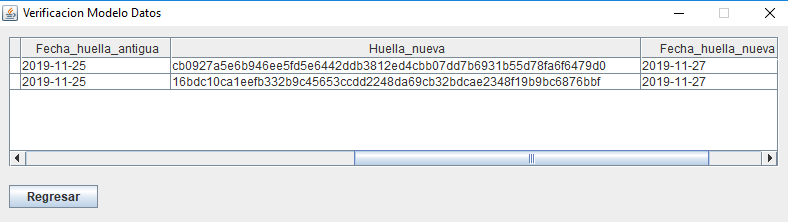 Verificacion Modelo Datos
Fecha_huella_antigua Huella_nueva Fecha_huella_nueva
2019-11-25 cb0927a5e6b946ee5fd5e6442ddb3812ed4cbb07dd7b6931b55d78fa6f6479d0 2019-11-27
2019-11-25 16bdc10ca1eefb332b9c45653ccdd2248da69cb32bdcae2348f19b9bc6876bbf 2019-11-27
Regresar